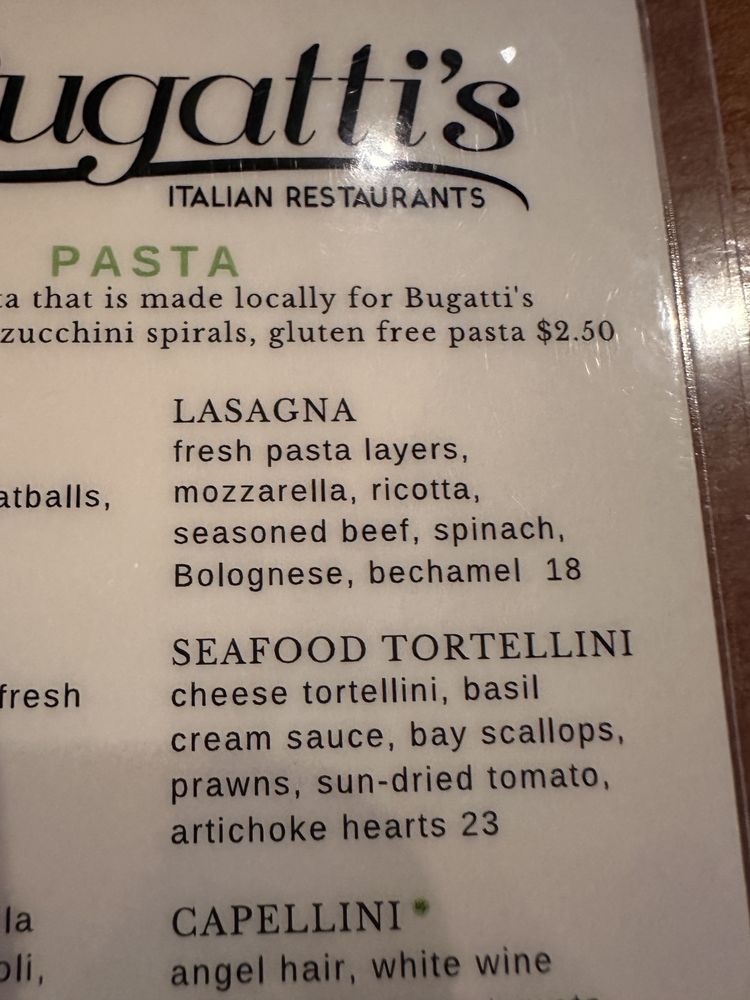 ugatti's
ITALIAN RESTAURANTS
PASTA
that is made locally for Bugatti's
zucchini spirals, gluten free pasta $2.50
LASAGNA
fresh pasta layers,
mozzarella, ricotta,
seasoned beef, spinach,
Bolognese, bechamel 18
SEAFOOD TORTELLINI
cheese tortellini, basil
cream sauce, bay scallops,
prawns, sun-dried tomato,
artichoke hearts 23
CAPELLINI *
angel hair, white wine
atballs,
fresh
la
oli,